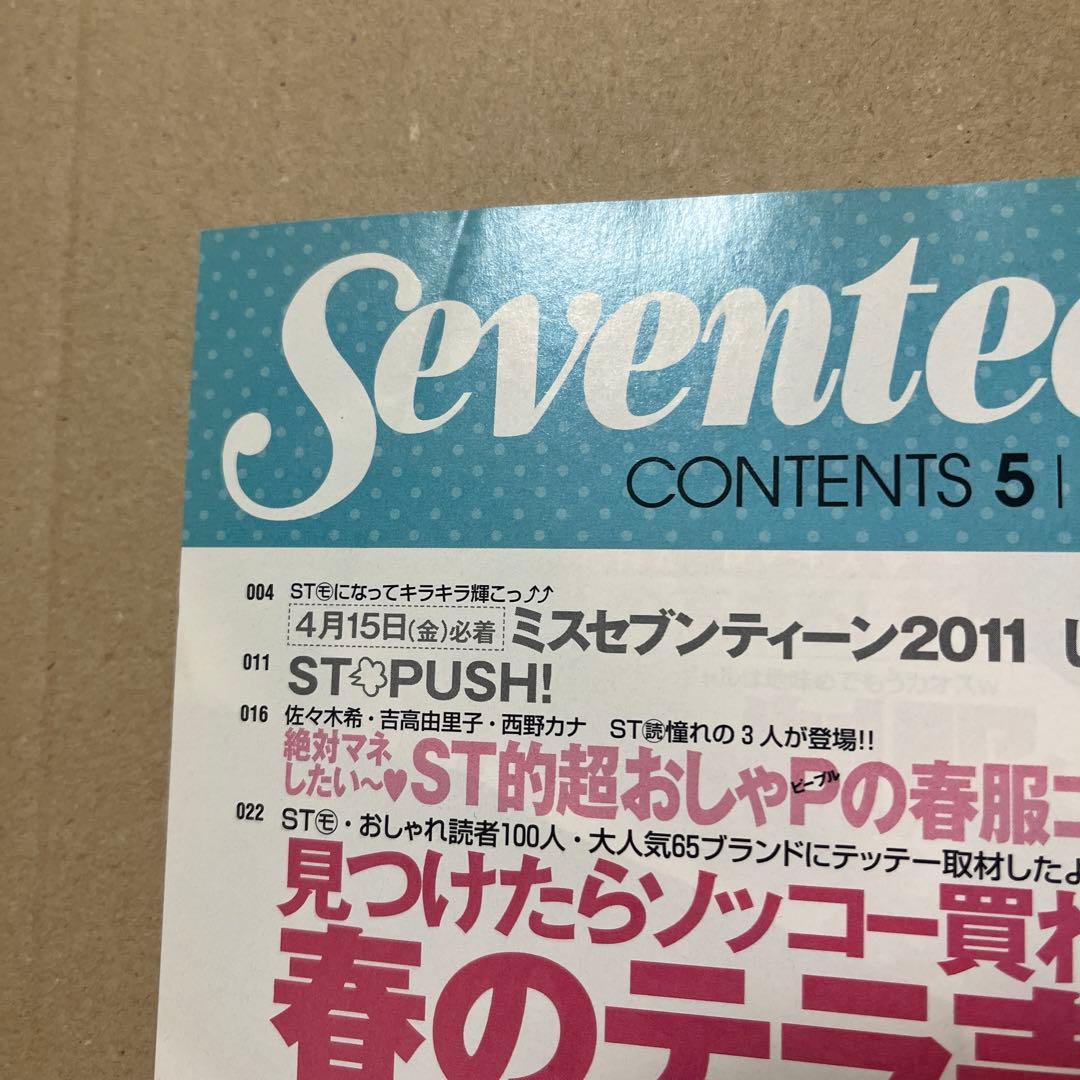 Seventee
CONTENTS 5 |
004 ST㋲になってキラキラ輝こっ⤴⤴
4月15日(金)必着 ミスセブンティーン2011
011 ST PUSH!
016 佐々木希・吉高由里子・西野カナ ST読憧れの3人が登場!!
絶対マネしたい〜♥ ST的超おしゃPの春服コ
ピープル
022 ST㋲・おしゃれ読者100人・大人気65ブランドにテッテー取材したよ
見つけたらソッコー買れ
春のテラ